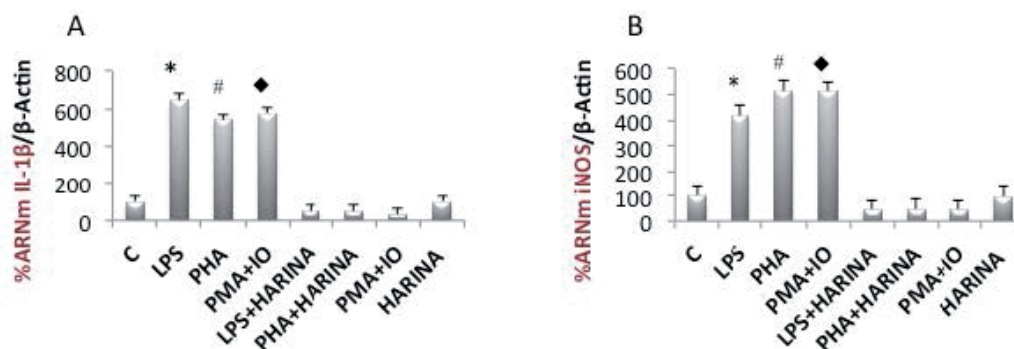 A
%ARNm IL-1β/β-Actin
800
600
400
200
0
*
#
◆
C
LPS
PHA
PMA+IO
LPS+HARINA
PHA+HARINA
PMA+IO
HARINA
B
%ARNm iNOS/β-Actin
600
500
400
300
200
100
0
*
#
◆
C
LPS
PHA
PMA+IO
LPS+HARINA
PHA+HARINA
PMA+IO
HARINA